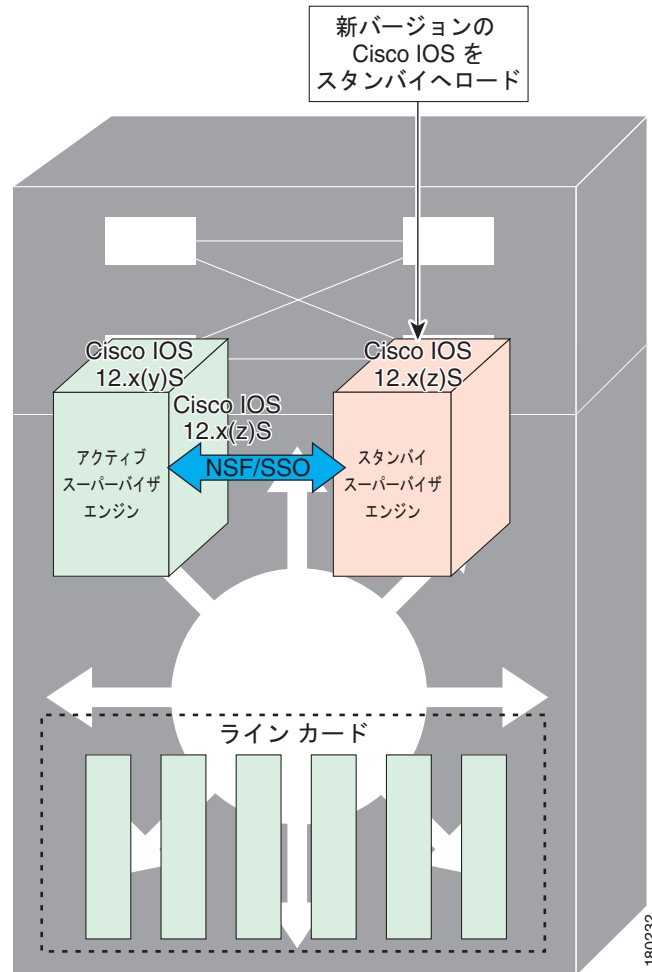 新バージョンの
Cisco IOS を
スタンバイへロード
Cisco IOS
12.x(y)S
Cisco IOS
12.x(z)S
Cisco IOS
12.x(z)S
アクティブ
スーパーバイザ
エンジン
NSF/SSO
スタンバイ
スーパーバイザ
エンジン
ライン カード
180232